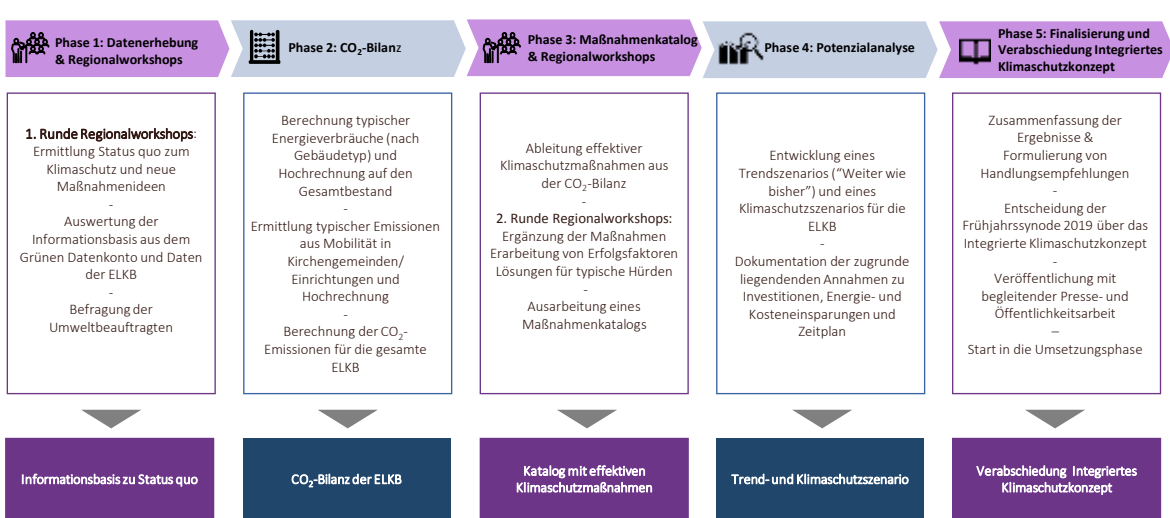 Phase 1: Datenerhebung
& Regionalworkshops
Phase 2: CO₂-Bilanz
Phase 3: Maßnahmenkatalog
& Regionalworkshops
Phase 4: Potenzialanalyse
Phase 5: Finalisierung und
Verabschiedung Integriertes
Klimaschutzkonzept
1. Runde Regionalworkshops:
Ermittlung Status quo zum
Klimaschutz und neue
Maßnahmenideen
-
Auswertung der
Informationsbasis aus dem
Grünen Datenkonto und Daten
der ELKB
-
Befragung der
Umweltbeauftragten
Berechnung typischer
Energieverbräuche (nach
Gebäudetyp) und
Hochrechnung auf den
Gesamtbestand
-
Ermittlung typischer Emissionen
aus Mobilität in
Kirchengemeinden/
Einrichtungen und
Hochrechnung
-
Berechnung der CO₂-
Emissionen für die gesamte
ELKB
Ableitung effektiver
Klimaschutzmaßnahmen aus
der CO₂-Bilanz
-
2. Runde Regionalworkshops:
Ergänzung der Maßnahmen
Erarbeitung von Erfolgsfaktoren
Lösungen für typische Hürden
-
Ausarbeitung eines
Maßnahmenkatalogs
Entwicklung eines
Trendszenarios ("Weiter wie
bisher") und eines
Klimaschutzszenarios für die
ELKB
-
Dokumentation der zugrunde
liegendenden Annahmen zu
Investitionen, Energie- und
Kosteneinsparungen und
Zeitplan
Zusammenfassung der
Ergebnisse &
Formulierung von
Handlungsempfehlungen
-
Entscheidung der
Frühjahrssynode 2019 über das
Integrierte Klimaschutzkonzept
-
Veröffentlichung mit
begleitender Presse- und
Öffentlichkeitsarbeit
–
Start in die Umsetzungsphase
Informationsbasis zu Status quo
CO₂-Bilanz der ELKB
Katalog mit effektiven
Klimaschutzmaßnahmen
Trend- und Klimaschutzszenario
Verabschiedung Integriertes
Klimaschutzkonzept